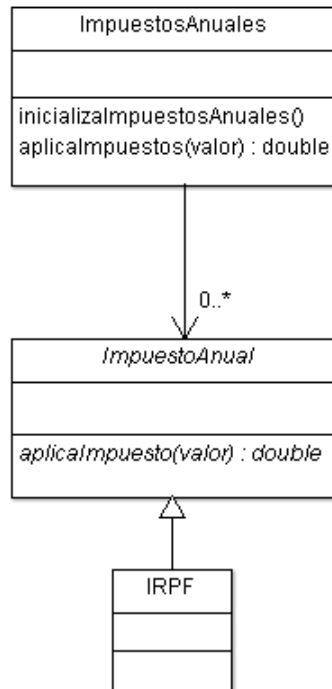 ImpuestosAnuales
inicializaImpuestosAnuales()
aplicaImpuestos(valor) : double
0..*
ImpuestoAnual
aplicaImpuesto(valor) : double
IRPF